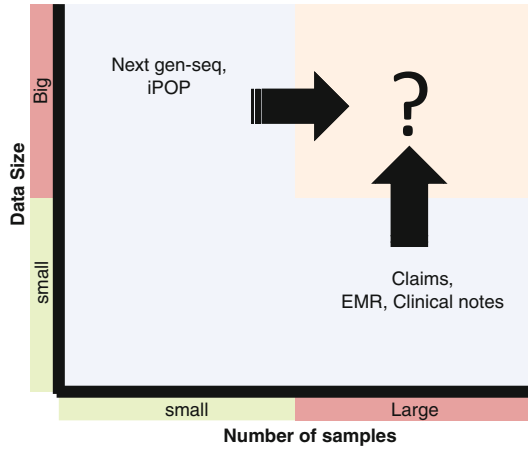 Next gen-seq,
iPOP
?
Big
Data Size
small
Claims,
EMR, Clinical notes
small
Large
Number of samples